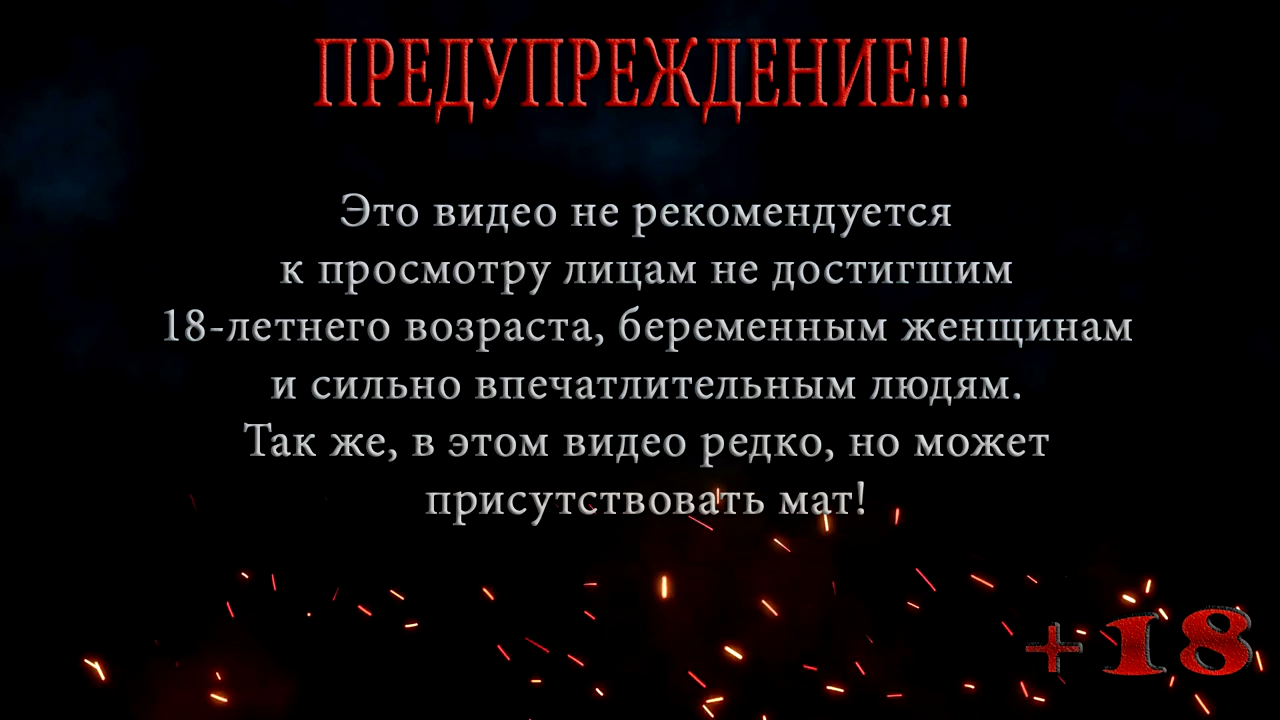 ПРЕДУПРЕЖДЕНИЕ!!!
Это видео не рекомендуется
к просмотру лицам не достигшим
18-летнего возраста, беременным женщинам
и сильно впечатлительным людям.
Так же, в этом видео редко, но может
присутствовать мат!
+18